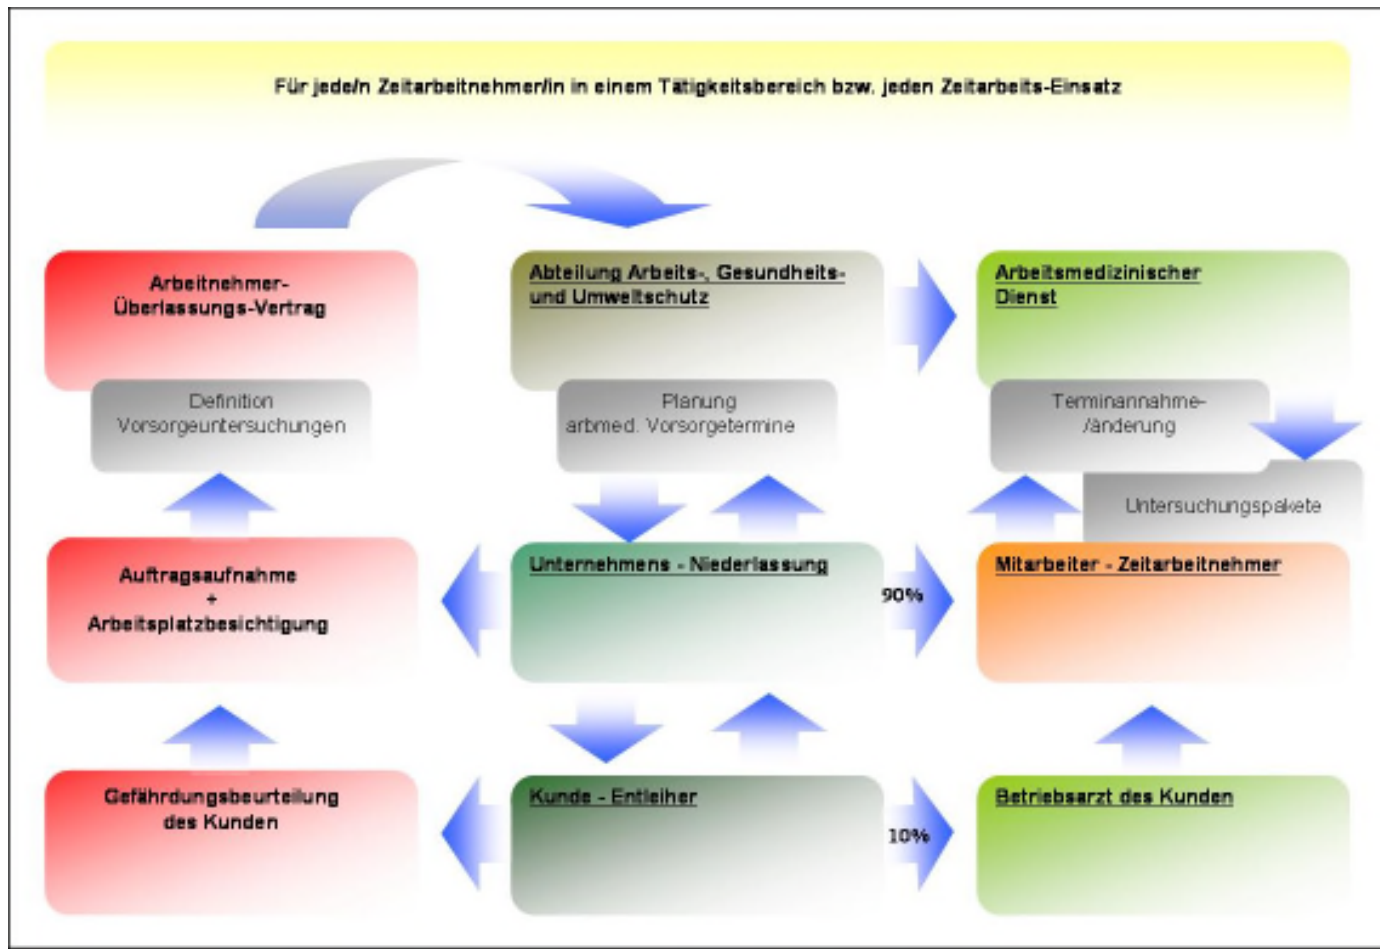 Für jede/n Zeitarbeitnehmer/in in einem Tätigkeitsbereich bzw. jeden Zeitarbeits-Einsatz
Arbeitnehmer-
Überlassungs-Vertrag
Abteilung Arbeits-, Gesundheits-
und Umweltschutz
Arbeitsmedizinischer
Dienst
Definition
Vorsorgeuntersuchungen
Planung
arbmed. Vorsorgetermine
Terminannahme-
/änderung
Untersuchungspakete
Auftragsaufnahme
+
Arbeitsplatzbesichtigung
Unternehmens - Niederlassung
90%
Mitarbeiter - Zeitarbeitnehmer
Gefährdungsbeurteilung
des Kunden
Kunde - Entleiher
10%
Betriebsarzt des Kunden